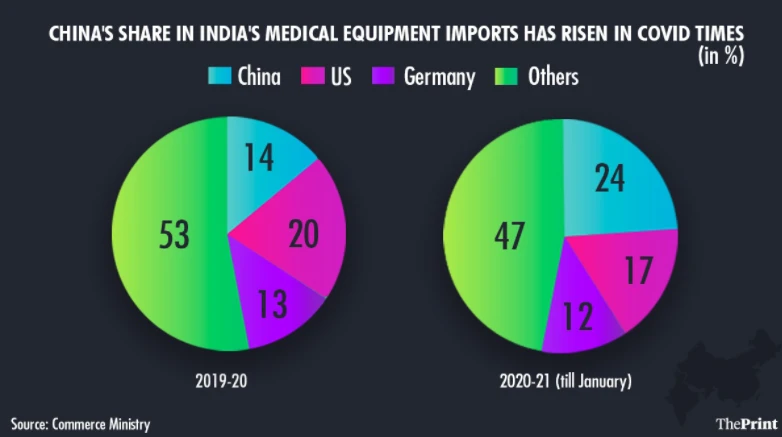 CHINA'S SHARE IN INDIA'S MEDICAL EQUIPMENT IMPORTS HAS RISEN IN COVID TIMES
(in %)
China US Germany Others
14
20
13
53
2019-20
24
17
12
47
2020-21 (till January)
Source: Commerce Ministry
ThePrint